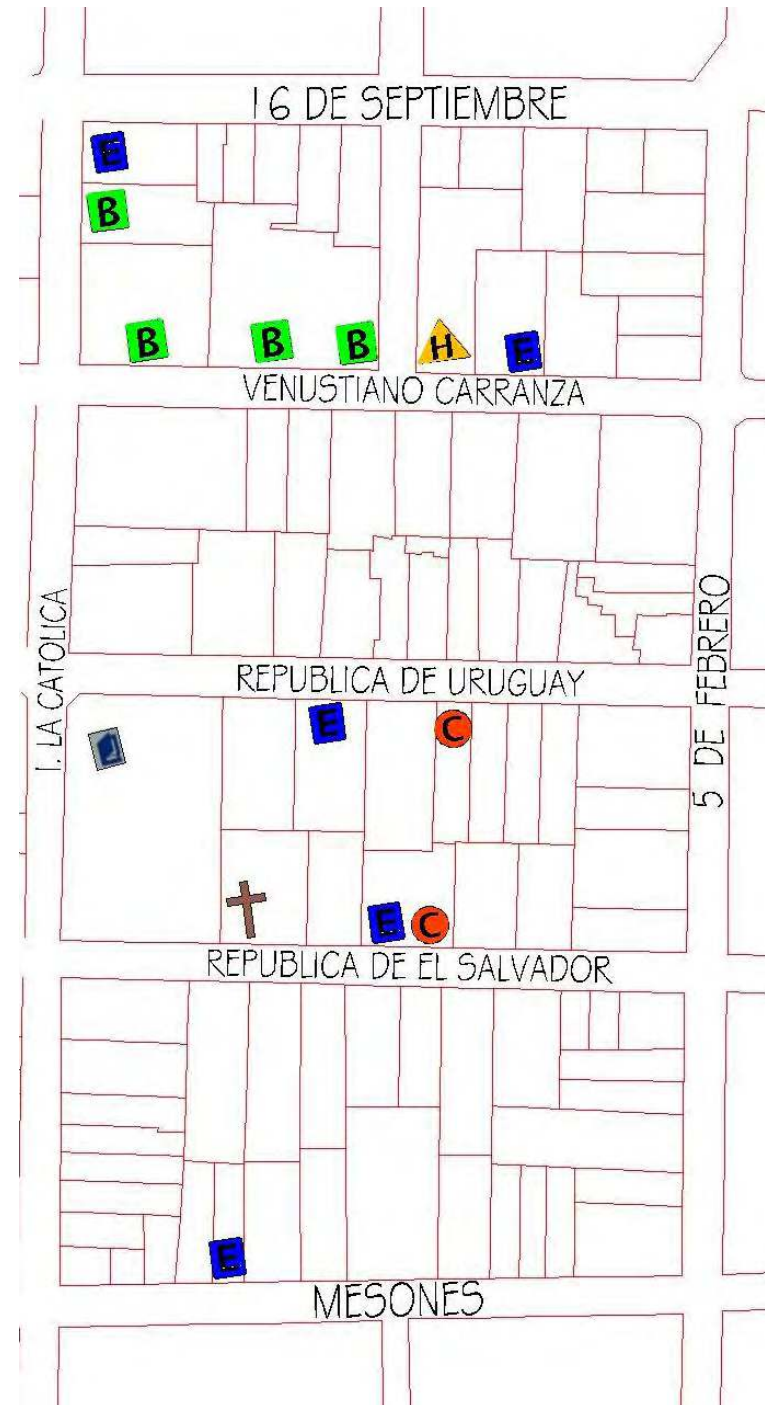 16 DE SEPTIEMBRE
E
B
B
B
B
H
E
VENUSTIANO CARRANZA
I. LA CATOLICA
5 DE FEBRERO
REPUBLICA DE URUGUAY
E
C
E
C
REPUBLICA DE EL SALVADOR
E
MESONES